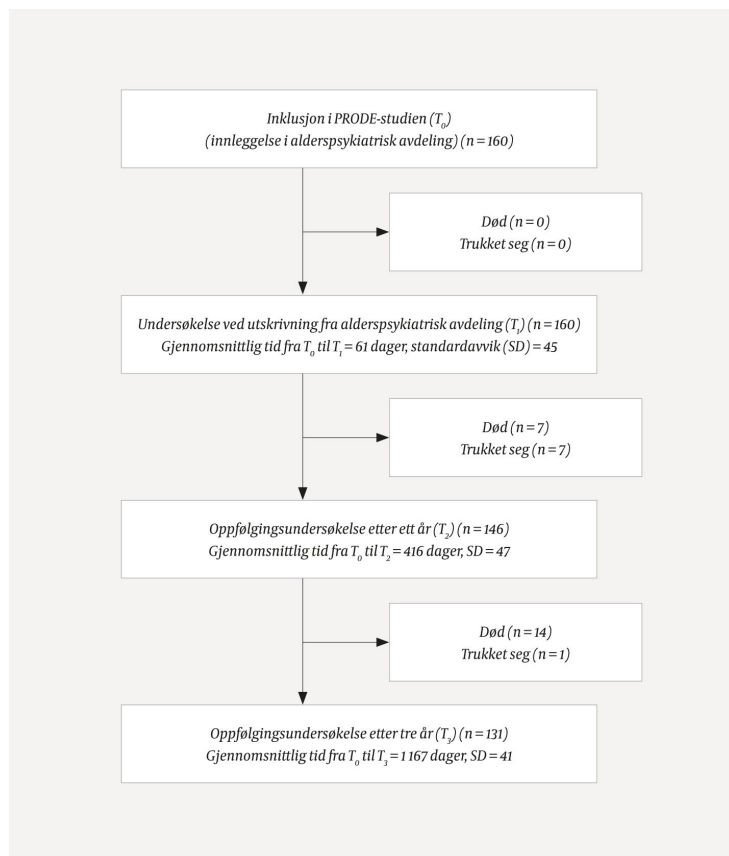 Inklusjon i PRODE-studien (T₀)
(innleggelse i alderspsykiatrisk avdeling) (n = 160)
Død (n = 0)
Trukket seg (n = 0)
Undersøkelse ved utskrivning fra alderspsykiatrisk avdeling (T₁) (n = 160)
Gjennomsnittlig tid fra T₀ til T₁ = 61 dager, standardavvik (SD) = 45
Død (n = 7)
Trukket seg (n = 7)
Oppfølgingsundersøkelse etter ett år (T₂) (n = 146)
Gjennomsnittlig tid fra T₀ til T₂ = 416 dager, SD = 47
Død (n = 14)
Trukket seg (n = 1)
Oppfølgingsundersøkelse etter tre år (T₃) (n = 131)
Gjennomsnittlig tid fra T₀ til T₃ = 1 167 dager, SD = 41